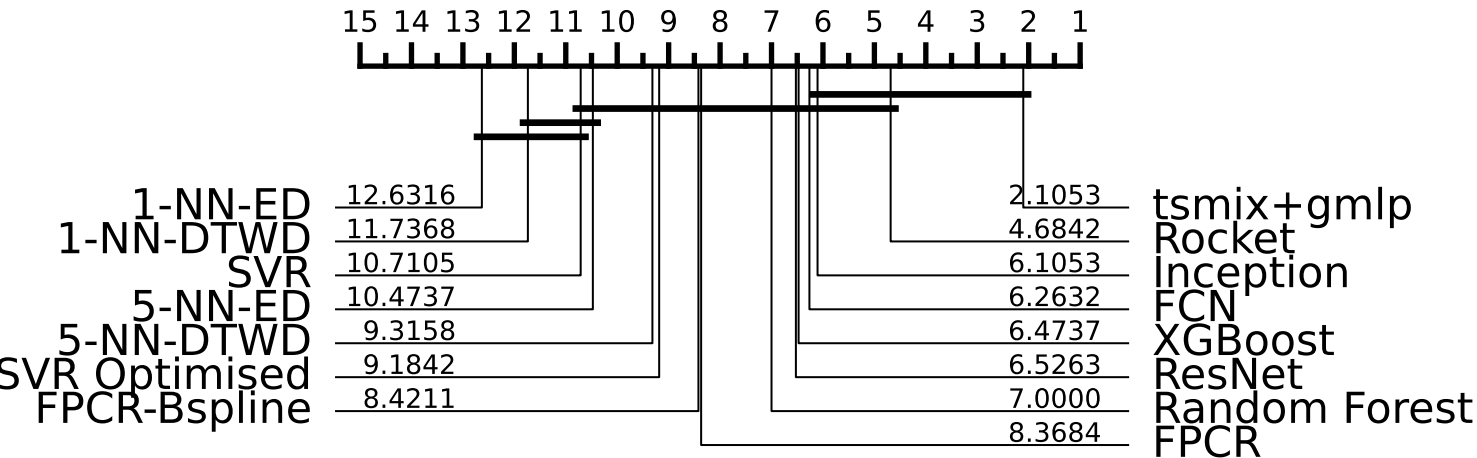 15 14 13 12 11 10 9 8 7 6 5 4 3 2 1
1-NN-ED 12.6316 2.1053 tsmix+gmlp
1-NN-DTWD 11.7368 4.6842 Rocket
SVR 10.7105 6.1053 Inception
5-NN-ED 10.4737 6.2632 FCN
5-NN-DTWD 9.3158 6.4737 XGBoost
SVR Optimised 9.1842 6.5263 ResNet
FPCR-Bspline 8.4211 7.0000 Random Forest
8.3684 FPCR